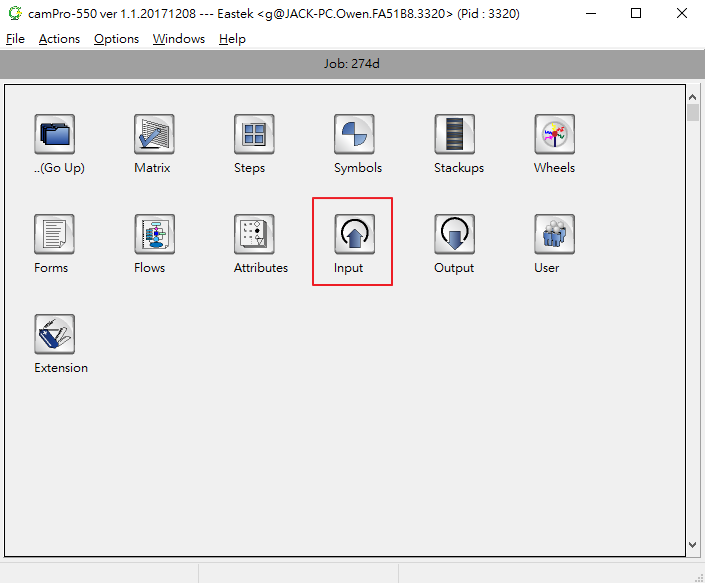 camPro-550 ver 1.1.20171208 --- Eastek <g@JACK-PC.Owen.FA51B8.3320> (Pid : 3320)
File Actions Options Windows Help
Job: 274d
..(Go Up) Matrix Steps Symbols Stackups Wheels
Forms Flows Attributes Input Output User
Extension